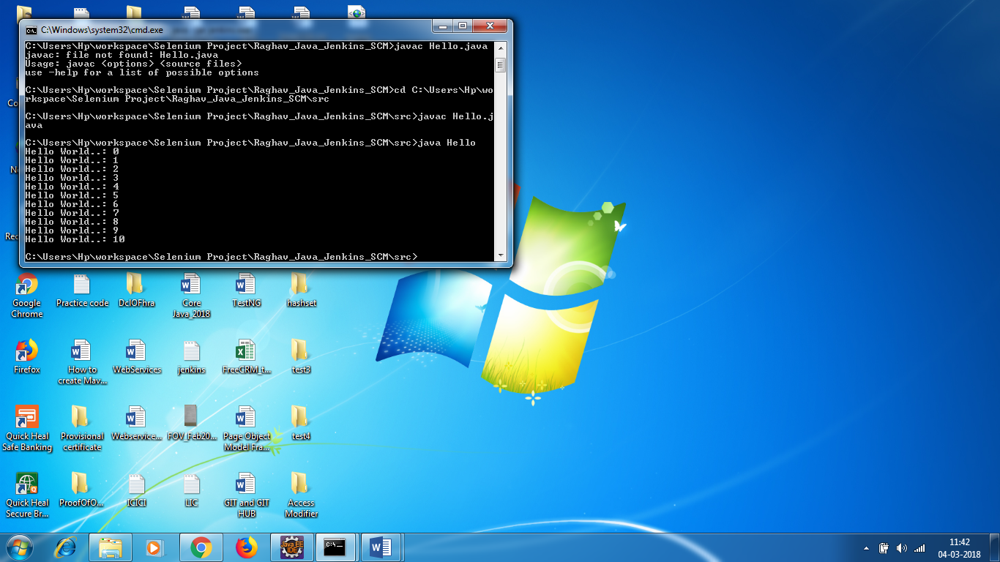 C:\Windows\system32\cmd.exe
C:\Users\Hp\workspace\Selenium Project\Raghav_Java_Jenkins_SCM>javac Hello.java
javac: file not found: Hello.java
Usage: javac <options> <source files>
use -help for a list of possible options
C:\Users\Hp\workspace\Selenium Project\Raghav_Java_Jenkins_SCM>cd C:\Users\Hp\wo
rkspace\Selenium Project\Raghav_Java_Jenkins_SCM\src
C:\Users\Hp\workspace\Selenium Project\Raghav_Java_Jenkins_SCM\src>javac Hello.j
ava
C:\Users\Hp\workspace\Selenium Project\Raghav_Java_Jenkins_SCM\src>java Hello
Hello World..: 0
Hello World..: 1
Hello World..: 2
Hello World..: 3
Hello World..: 4
Hello World..: 5
Hello World..: 6
Hello World..: 7
Hello World..: 8
Hello World..: 9
Hello World..: 10
C:\Users\Hp\workspace\Selenium Project\Raghav_Java_Jenkins_SCM\src>
Google
Chrome
Practice code
DclOFhra
Core
Java_2018
TestNG
hashset
Firefox
How to
create Mav...
WebServices
jenkins
FreeCRM_t...
test3
Quick Heal
Safe Banking
Provisional
certificate
Webservice...
FOV_Feb20...
Page Object
Model Fra...
test4
Quick Heal
Secure Br...
ProofOfO...
ICICI
LIC
GIT and GIT
HUB
Access
Modifier
Java EE
IDE
11:42
04-03-2018